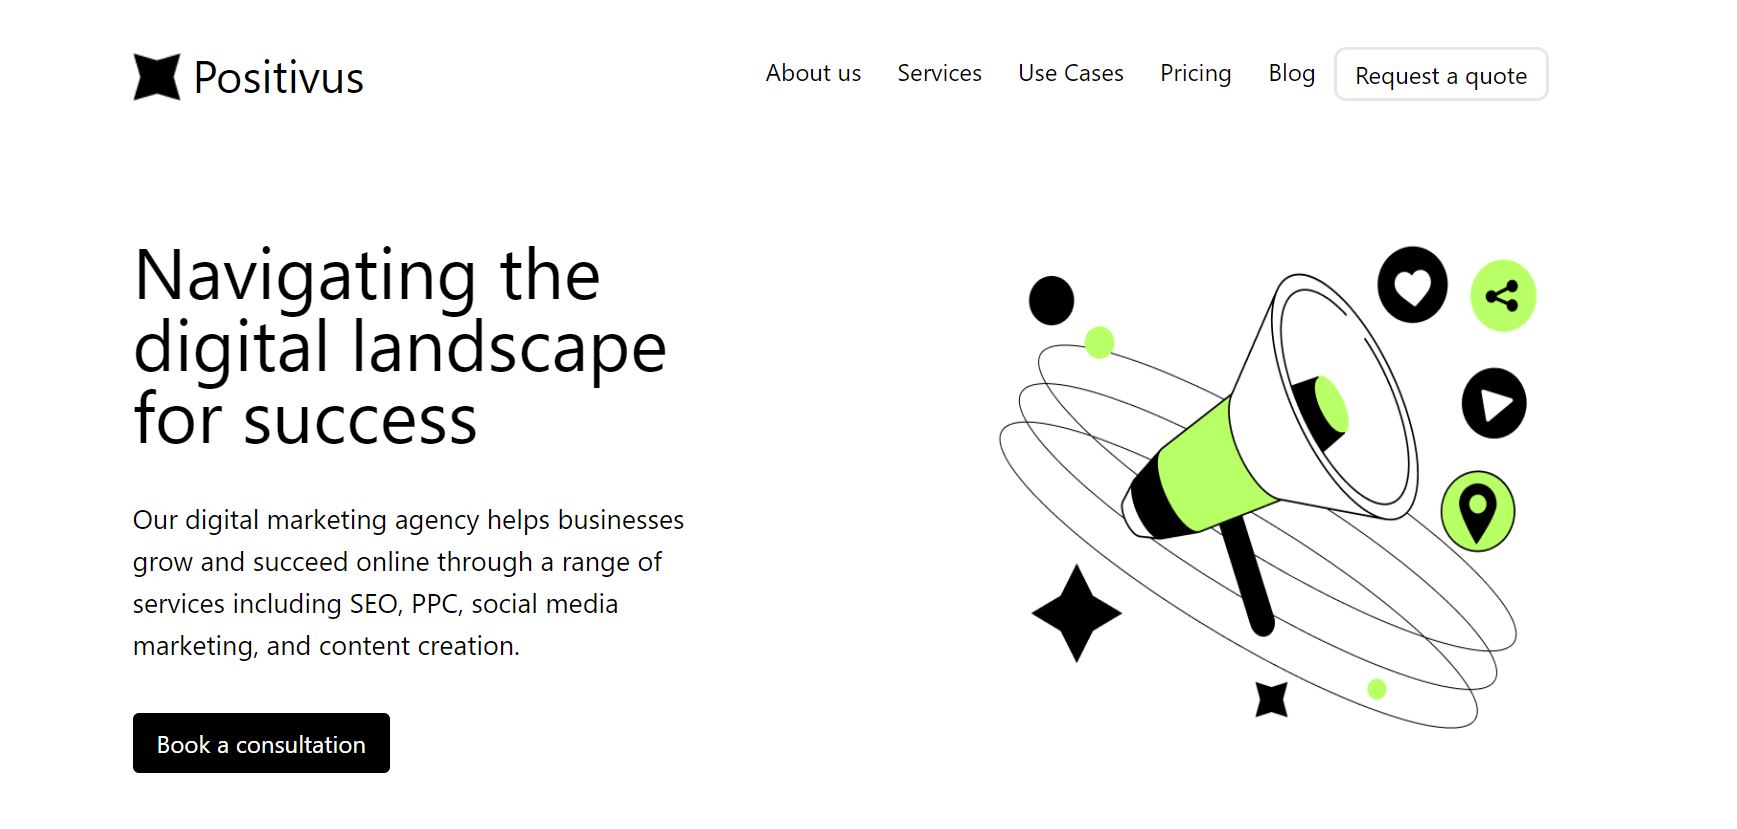 Positivus
About us Services Use Cases Pricing Blog Request a quote
Navigating the
digital landscape
for success
Our digital marketing agency helps businesses
grow and succeed online through a range of
services including SEO, PPC, social media
marketing, and content creation.
Book a consultation